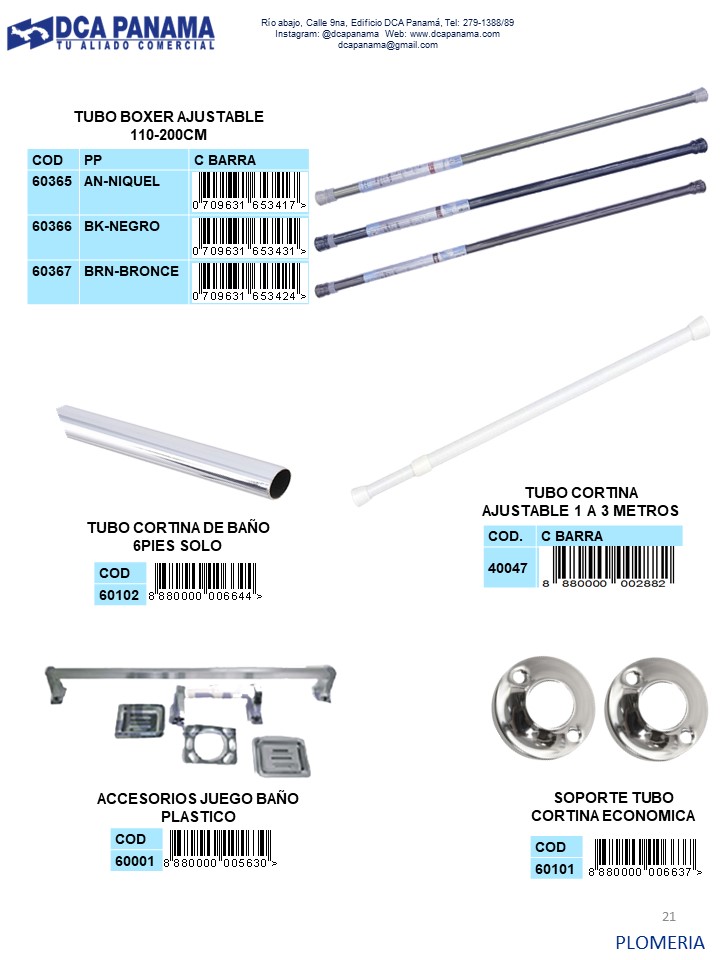 DCA PANAMA
TU ALIADO COMERCIAL
Río abajo, Calle 9na, Edificio DCA Panamá, Tel: 279-1388/89
Instagram: @dcapanama Web: www.dcapanama.com
dcapanama@gmail.com
TUBO BOXER AJUSTABLE
110-200CM
COD PP C BARRA
60365 AN-NIQUEL
0 709631 653417 >
60366 BK-NEGRO
0 709631 653431 >
60367 BRN-BRONCE
0 709631 653424 >
TUBO CORTINA DE BAÑO
6PIES SOLO
COD
60102 8 880000 006644 >
TUBO CORTINA
AJUSTABLE 1 A 3 METROS
COD. C BARRA
40047
8 880000 002882
ACCESORIOS JUEGO BAÑO
PLASTICO
COD
60001 8 880000 005630 >
SOPORTE TUBO
CORTINA ECONOMICA
COD
60101 8 880000 006637 >
21
PLOMERIA